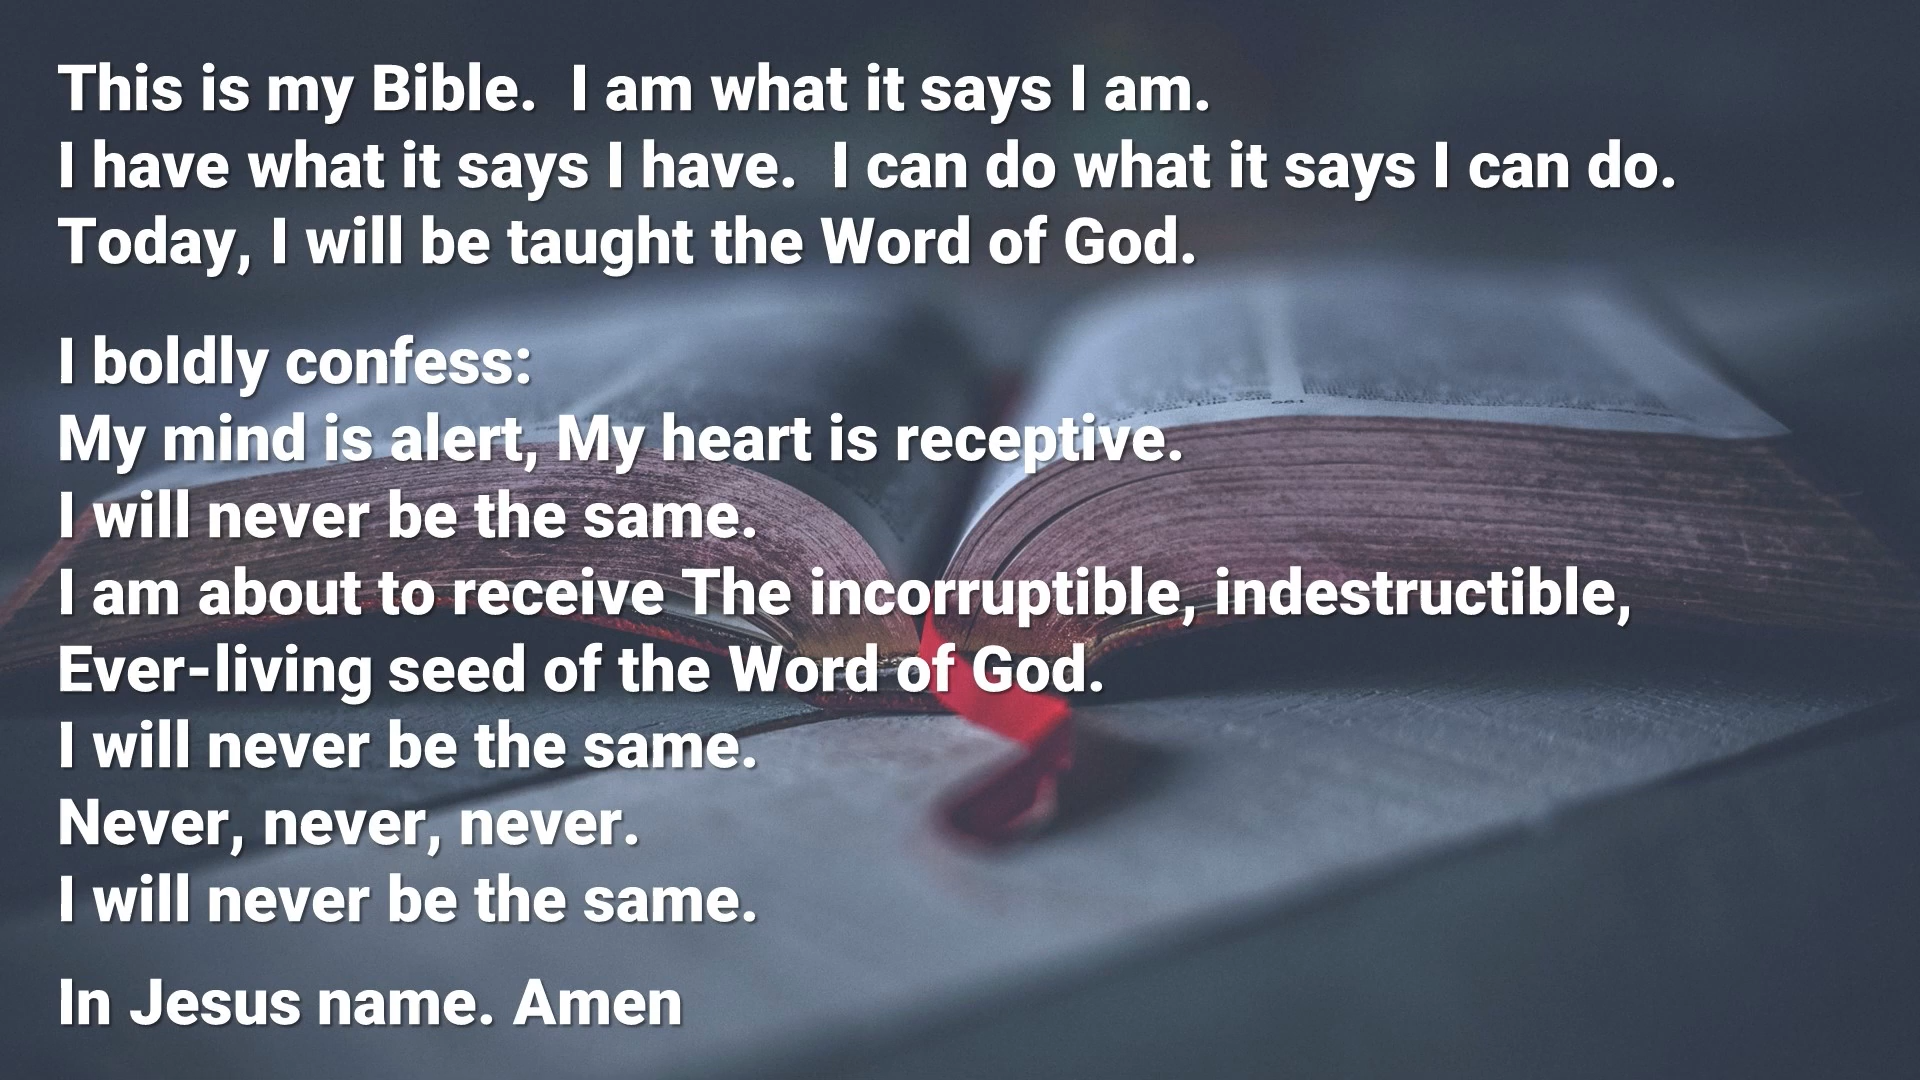 This is my Bible.  I am what it says I am.
I have what it says I have.  I can do what it says I can do.
Today, I will be taught the Word of God.
I boldly confess:
My mind is alert, My heart is receptive.
I will never be the same.
I am about to receive The incorruptible, indestructible,
Ever-living seed of the Word of God.
I will never be the same.
Never, never, never.
I will never be the same.
In Jesus name. Amen